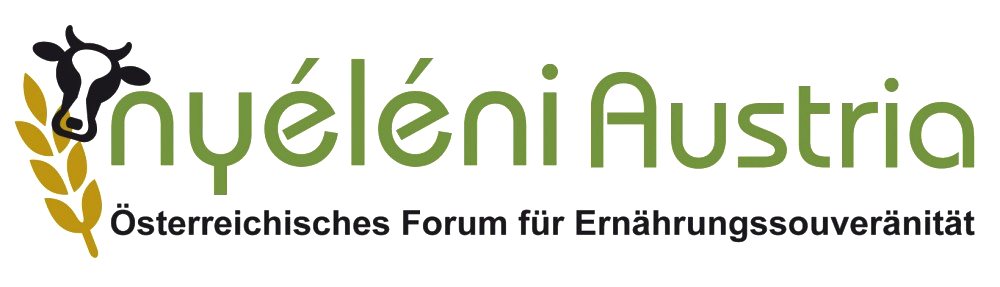 nyéléni Austria
Österreichisches Forum für Ernährungssouveränität